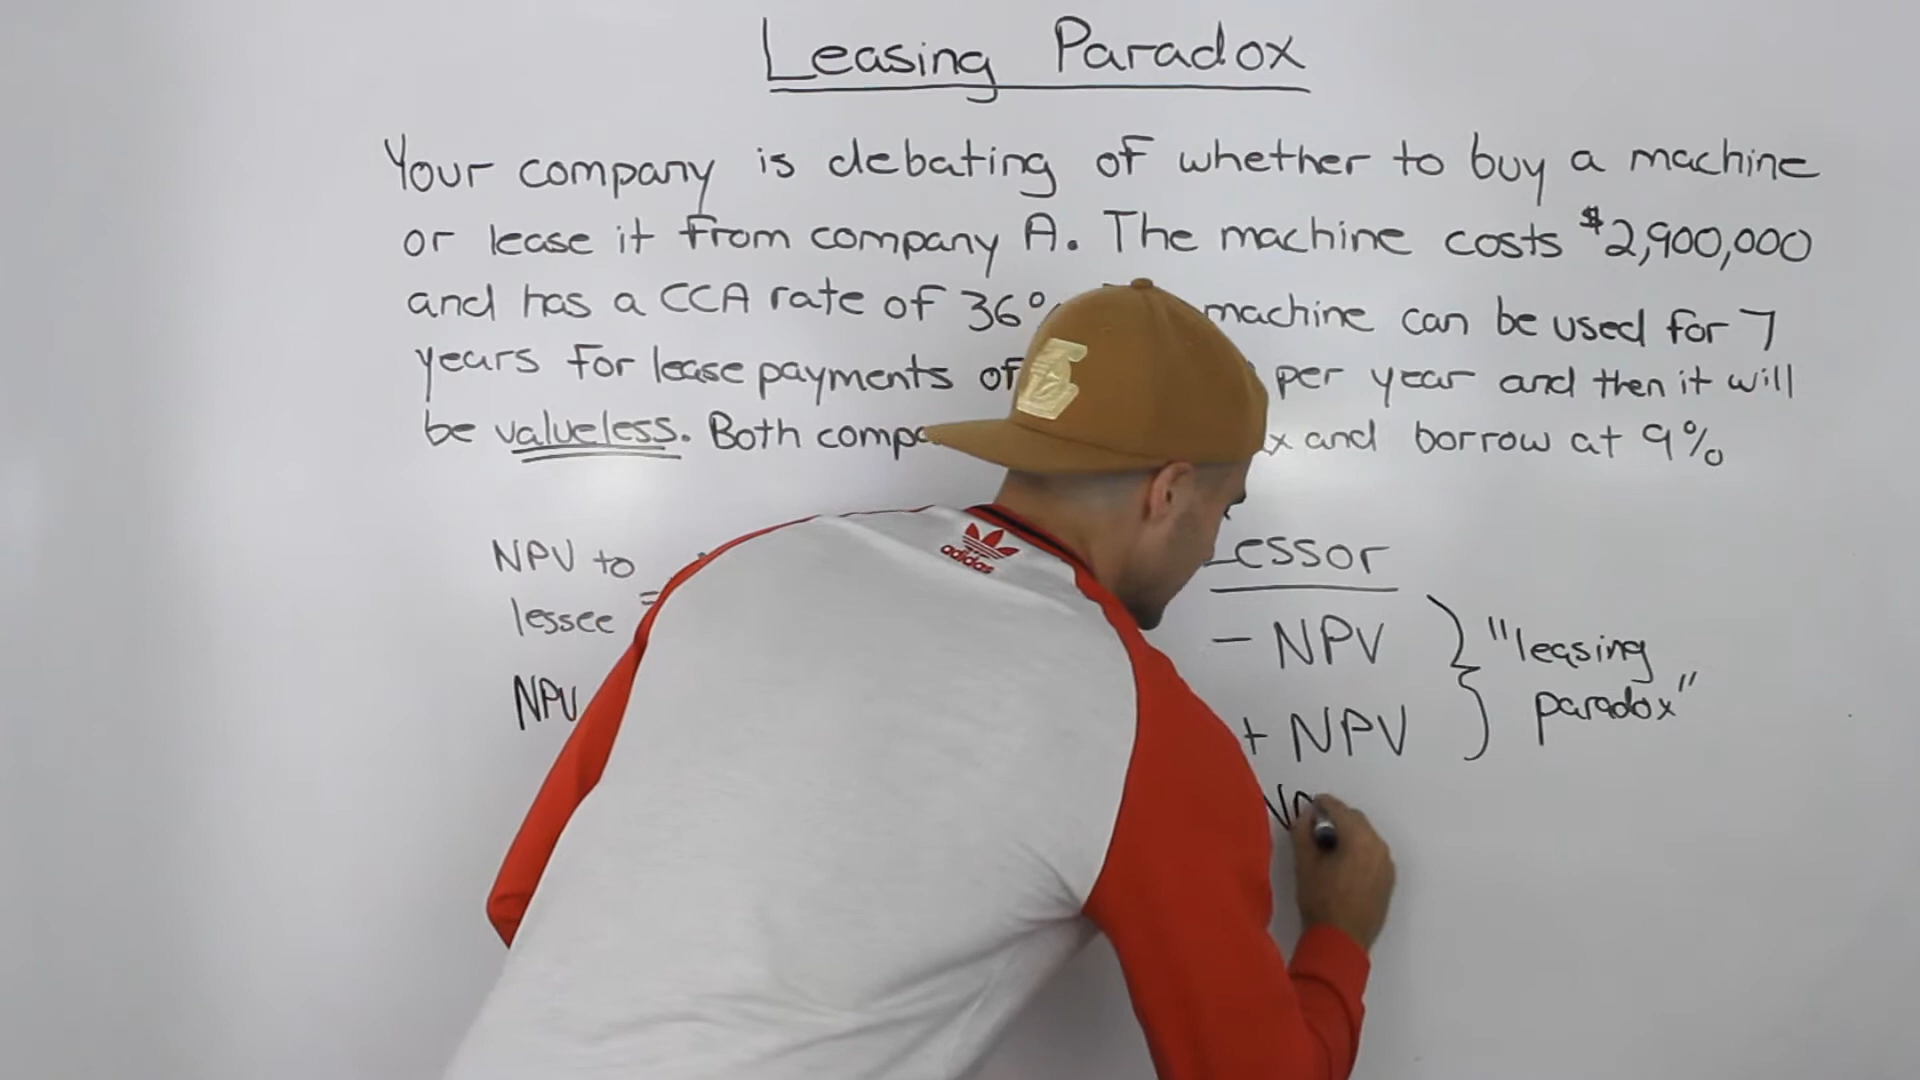 Leasing Paradox
Your company is debating of whether to buy a machine
or lease it from company A. The machine costs $2,900,000
and has a CCA rate of 36% machine can be used for 7
years for lease payments of per year and then it will
be valueless. Both and borrow at 9%
NPV to
lessee =
NPV
- NPV
+ NPV
"leasing
paradox"
adidas